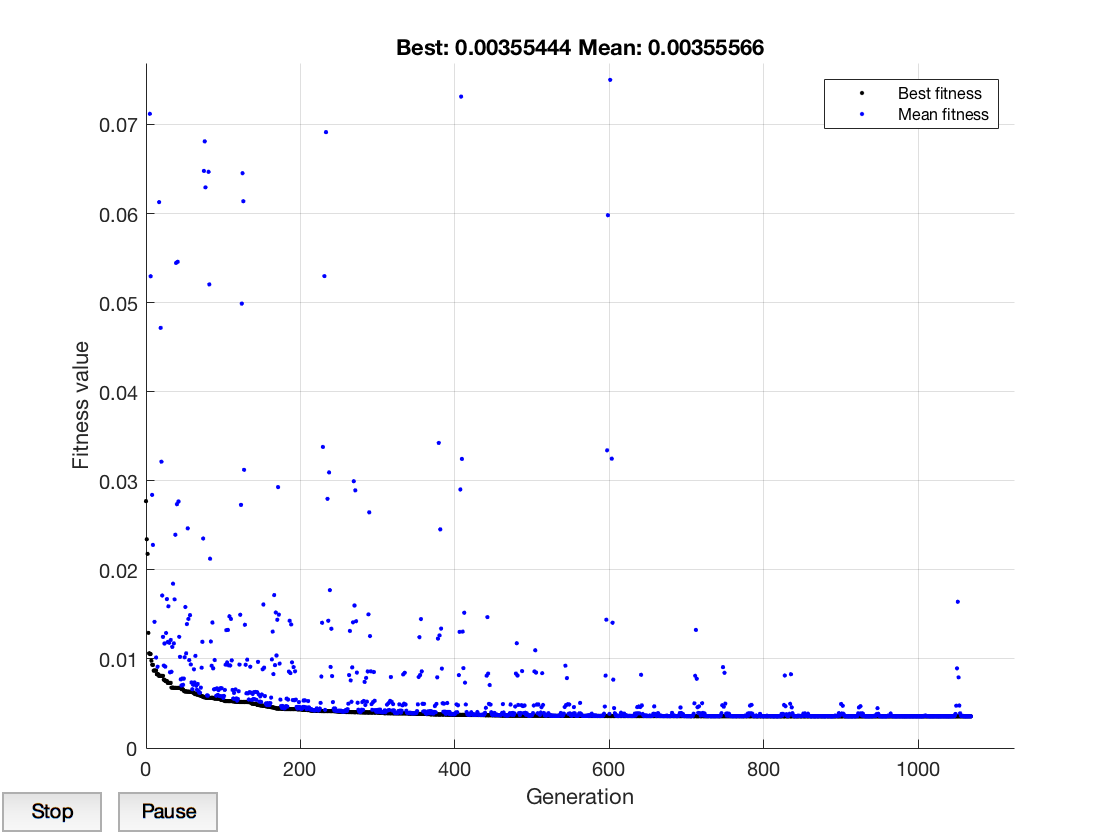 Best: 0.00355444 Mean: 0.00355566
Best fitness
Mean fitness
0.07
0.06
0.05
0.04
0.03
0.02
0.01
0
Fitness value
0 200 400 600 800 1000
Generation
Stop Pause